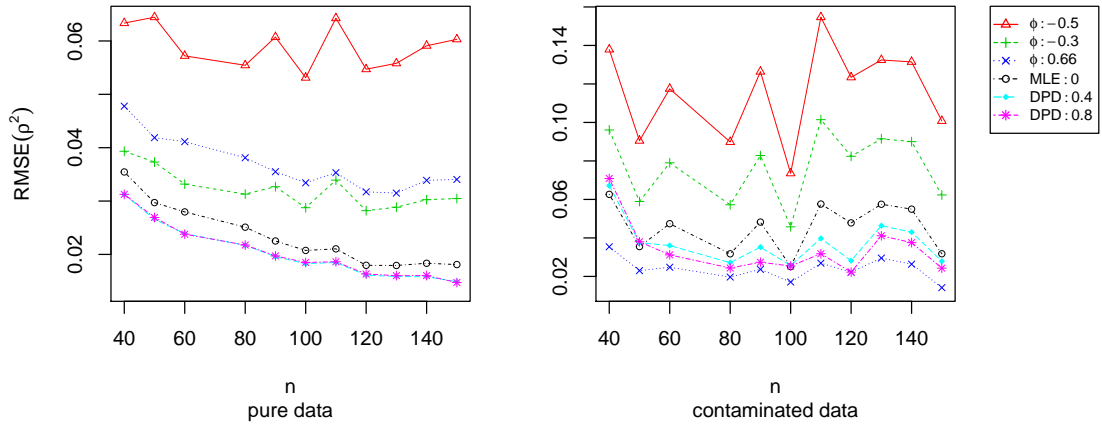 RMSE(ρ²)
0.02 0.04 0.06
40 60 80 100 120 140
n
pure data
0.02 0.06 0.10 0.14
40 60 80 100 120 140
n
contaminated data
ϕ : −0.5
ϕ : −0.3
ϕ : 0.66
MLE : 0
DPD : 0.4
DPD : 0.8